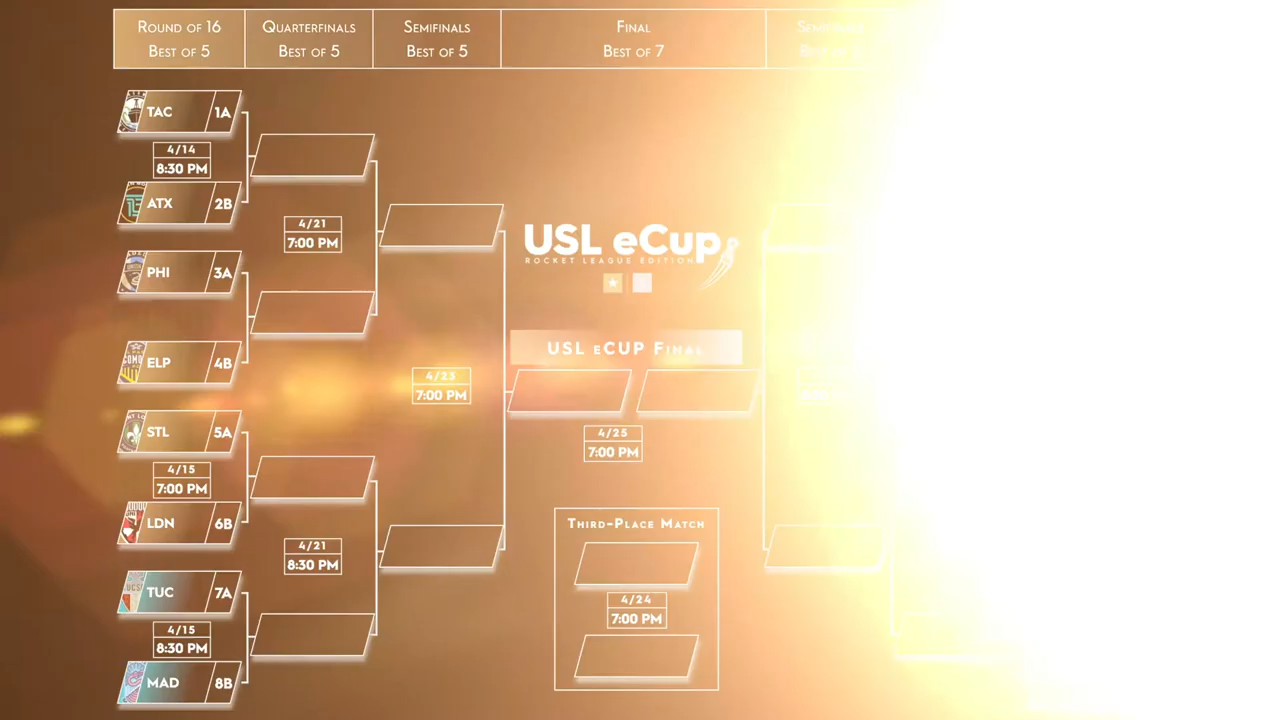 Round of 16
Best of 5
Quarterfinals
Best of 5
Semifinals
Best of 5
Final
Best of 7
TAC 1A
4/14
8:30 PM
ATX 2B
PHI 3A
ELP 4B
STL 5A
4/15
7:00 PM
LDN 6B
TUC 7A
4/15
8:30 PM
MAD 8B
4/21
7:00 PM
4/21
8:30 PM
4/23
7:00 PM
USL eCup
ROCKET LEAGUE EDITION
USL eCup Final
4/25
7:00 PM
Third-Place Match
4/24
7:00 PM